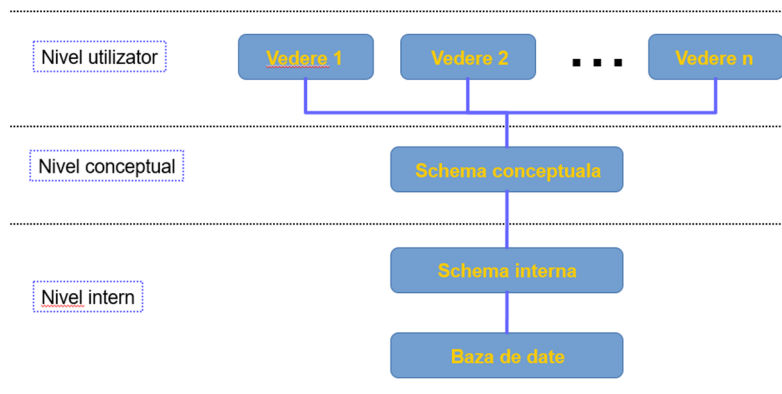 Nivel utilizator
Vedere 1
Vedere 2
...
Vedere n
Nivel conceptual
Schema conceptuala
Schema interna
Nivel intern
Baza de date